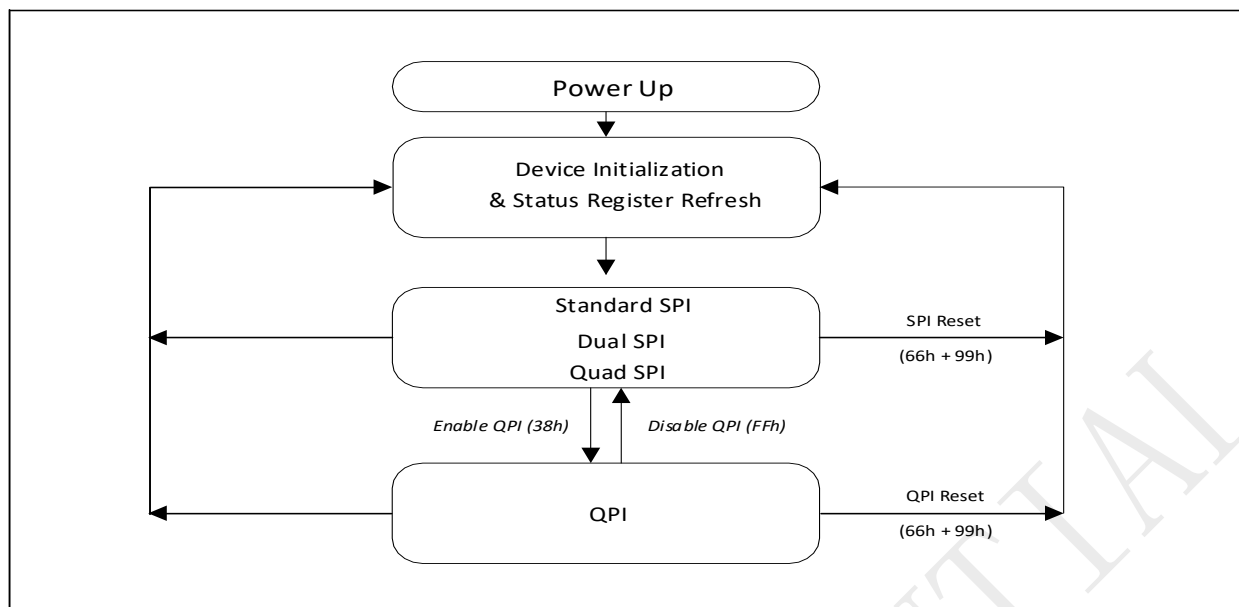 Power Up
Device Initialization
& Status Register Refresh
Standard SPI
Dual SPI
Quad SPI
SPI Reset
(66h + 99h)
Enable QPI (38h)
Disable QPI (FFh)
QPI
QPI Reset
(66h + 99h)